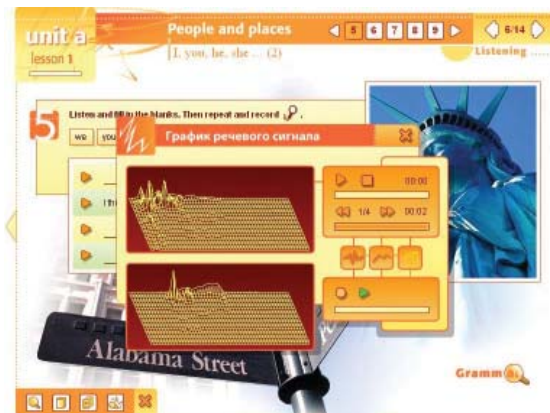 unit a
lesson 1
People and places
I, you, he, she ... (2)
5 6 7 8 9
6/14
Listening
5
Listen and fill in the blanks. Then repeat and record
we you
График речевого сигнала
00:00
1/4 00:02
Alabama Street
Gramm